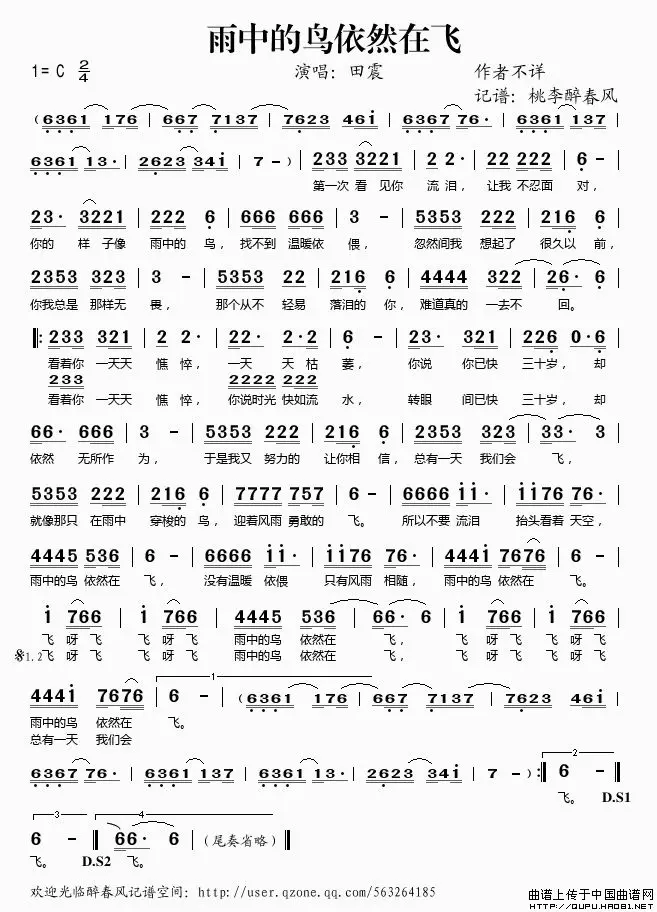 雨中的鸟依然在飞
1=C 2/4 演唱：田震 作者不详
记谱：桃李醉春风
(6361 176 | 667 7137 | 7623 461 | 6367 76· | 6361 137
6361 13· | 2623 341 | 7 -) | 233 3221 | 2 2· | 22 222 | 6 - |
第一次 看 见你 流 泪， 让我 不忍面 对，
23· 3221 | 222 6 | 666 666 | 3 - | 5353 222 | 216 6 |
你的 样 子像 雨中的 鸟， 找不到 温暖依 偎， 忽然间我 想起了 很久以 前，
2353 323 | 3 - | 5353 22 | 216 6 | 4444 322 | 26· 6 |
你我总是 那样无 畏， 那个从不 轻易 落泪的 你， 难道真的 一去不 回。
‖: 233 321 | 2 2· | 22· 2·2 | 6 - | 23· 321 | 226 0·6 |
看着你 一天天 憔 悴， 一天 天 枯 萎， 你说 你已快 三十岁， 却
233 2222 222
看着你 一天天 憔 悴， 你说时光 快如流 水， 转眼 间已快 三十岁， 却
66· 666 | 3 - | 5353 222 | 216 6 | 2353 323 | 33· 3 |
依然 无所作 为， 于是我又 努力的 让你相 信， 总有一天 我们会 飞，
5353 222 | 216 6 | 7777 757 | 6 - | 6666 11· | 1176 76· |
就像那只 在雨中 穿梭的 鸟， 迎着风雨 勇敢的 飞。 所以不要 流泪 抬头看着 天空，
4445 536 | 6 - | 6666 11· | 1176 76· | 4441 7676 | 6 - |
雨中的鸟 依然在 飞， 没有温暖 依偎 只有风雨 相随， 雨中的鸟 依然在 飞。
1 766 | 1 766 | 4445 536 | 66· 6 | 1 766 | 1 766 |
飞 呀 飞 飞 呀 飞 雨中的鸟 依然在 飞， 飞 呀 飞 飞 呀 飞
𝄋1.2 飞 呀 飞 飞 呀 飞 雨中的鸟 依然在 飞， 飞 呀 飞 飞 呀 飞
1
4441 7676 | 6 - | (6361 176 | 667 7137 | 7623 461 |
雨中的鸟 依然在 飞。
总有一天 我们会
2
6367 76· | 6361 137 | 6361 13· | 2623 341 | 7 -) :‖ 6 - ‖
飞。 D.S1
3 4
6 - ‖ 66· 6 | (尾奏省略) ‖
飞。 D.S2 飞。
欢迎光临醉春风记谱空间：http://user.qzone.qq.com/563264185
曲谱上传于中国曲谱网
http://QUPU.HAO81.NET